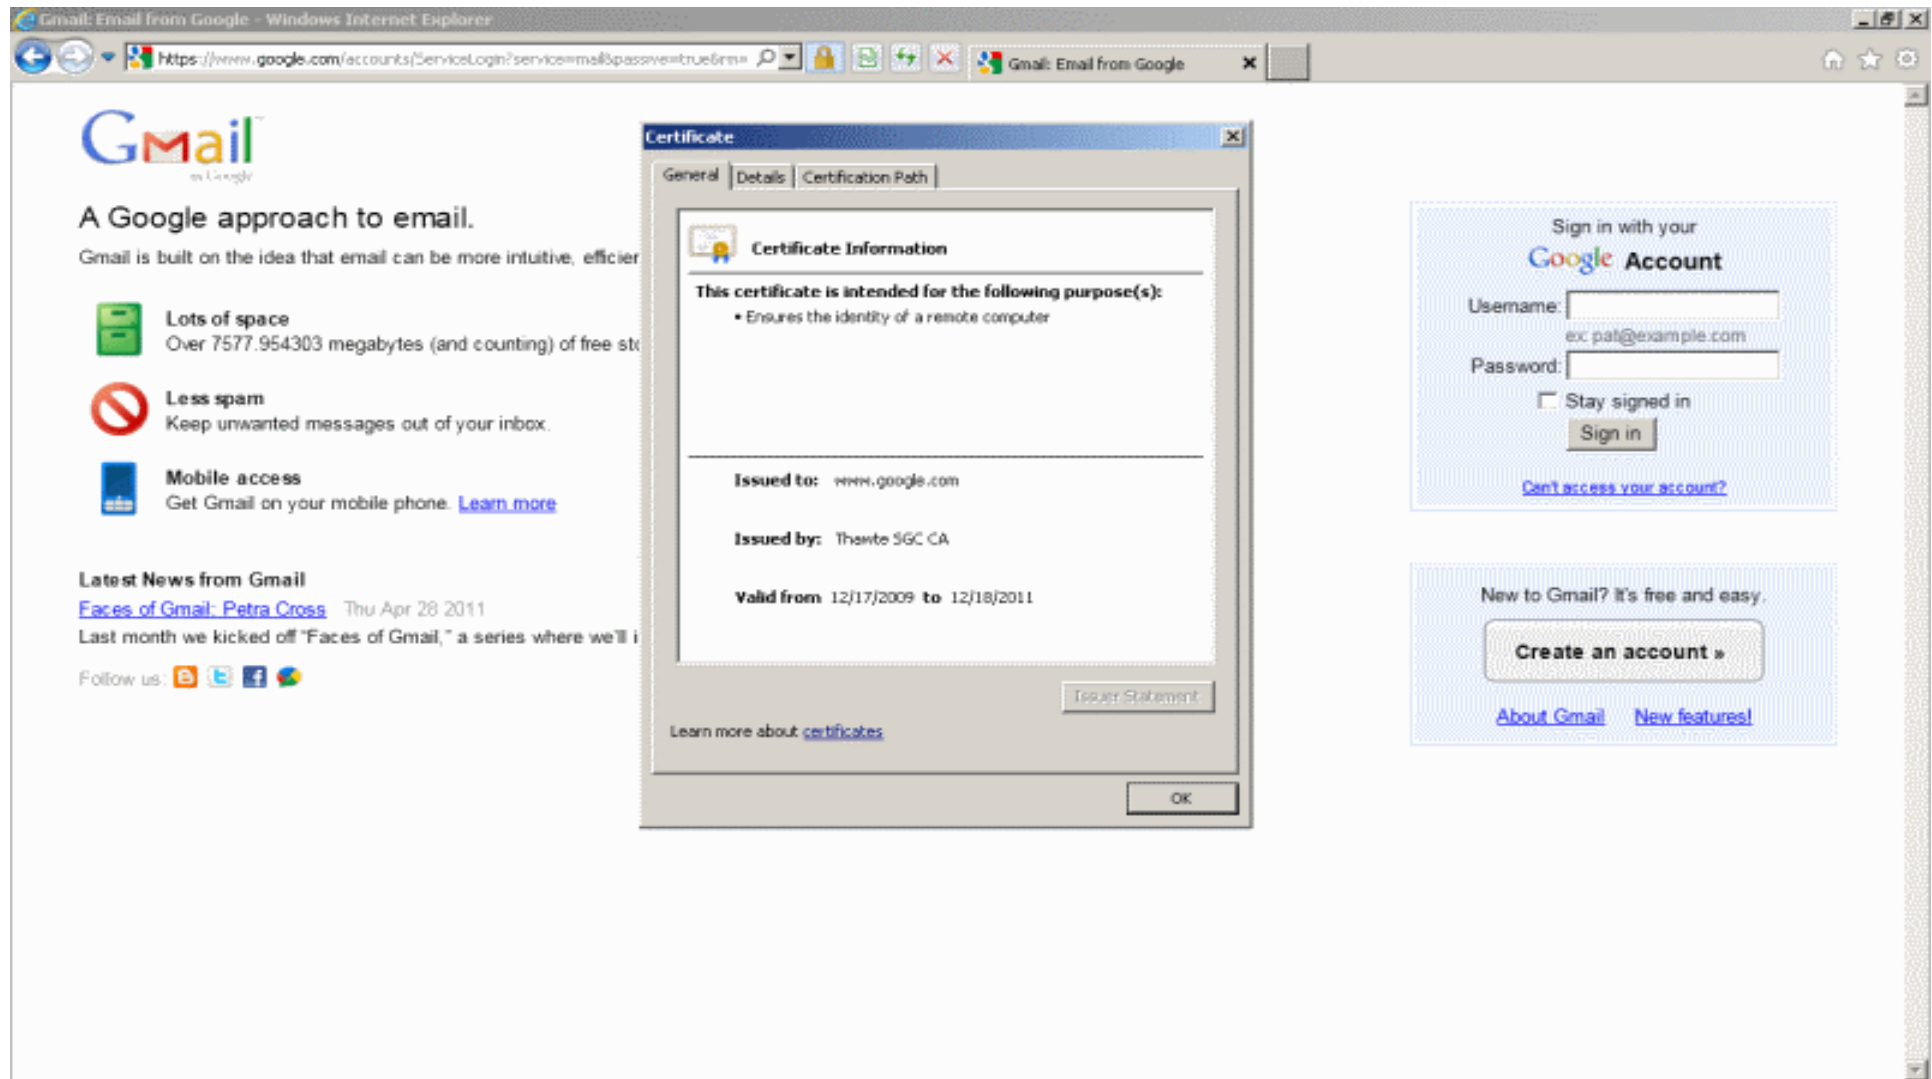 Gmail: Email from Google - Windows Internet Explorer
https://www.google.com/accounts/ServiceLogin?service=mail&passive=true&rm=
Gmail: Email from Google
Gmail
by Google
A Google approach to email.
Gmail is built on the idea that email can be more intuitive, efficien
Lots of space
Over 7577.954303 megabytes (and counting) of free sto
Less spam
Keep unwanted messages out of your inbox.
Mobile access
Get Gmail on your mobile phone. Learn more
Latest News from Gmail
Faces of Gmail: Petra Cross Thu Apr 28 2011
Last month we kicked off "Faces of Gmail," a series where we'll i
Follow us:
Certificate
General Details Certification Path
Certificate Information
This certificate is intended for the following purpose(s):
• Ensures the identity of a remote computer
Issued to: www.google.com
Issued by: Thawte SGC CA
Valid from 12/17/2009 to 12/18/2011
Issuer Statement
Learn more about certificates
OK
Sign in with your
Google Account
Username:
ex: pat@example.com
Password:
Stay signed in
Sign in
Can't access your account?
New to Gmail? It's free and easy.
Create an account »
About Gmail New features!